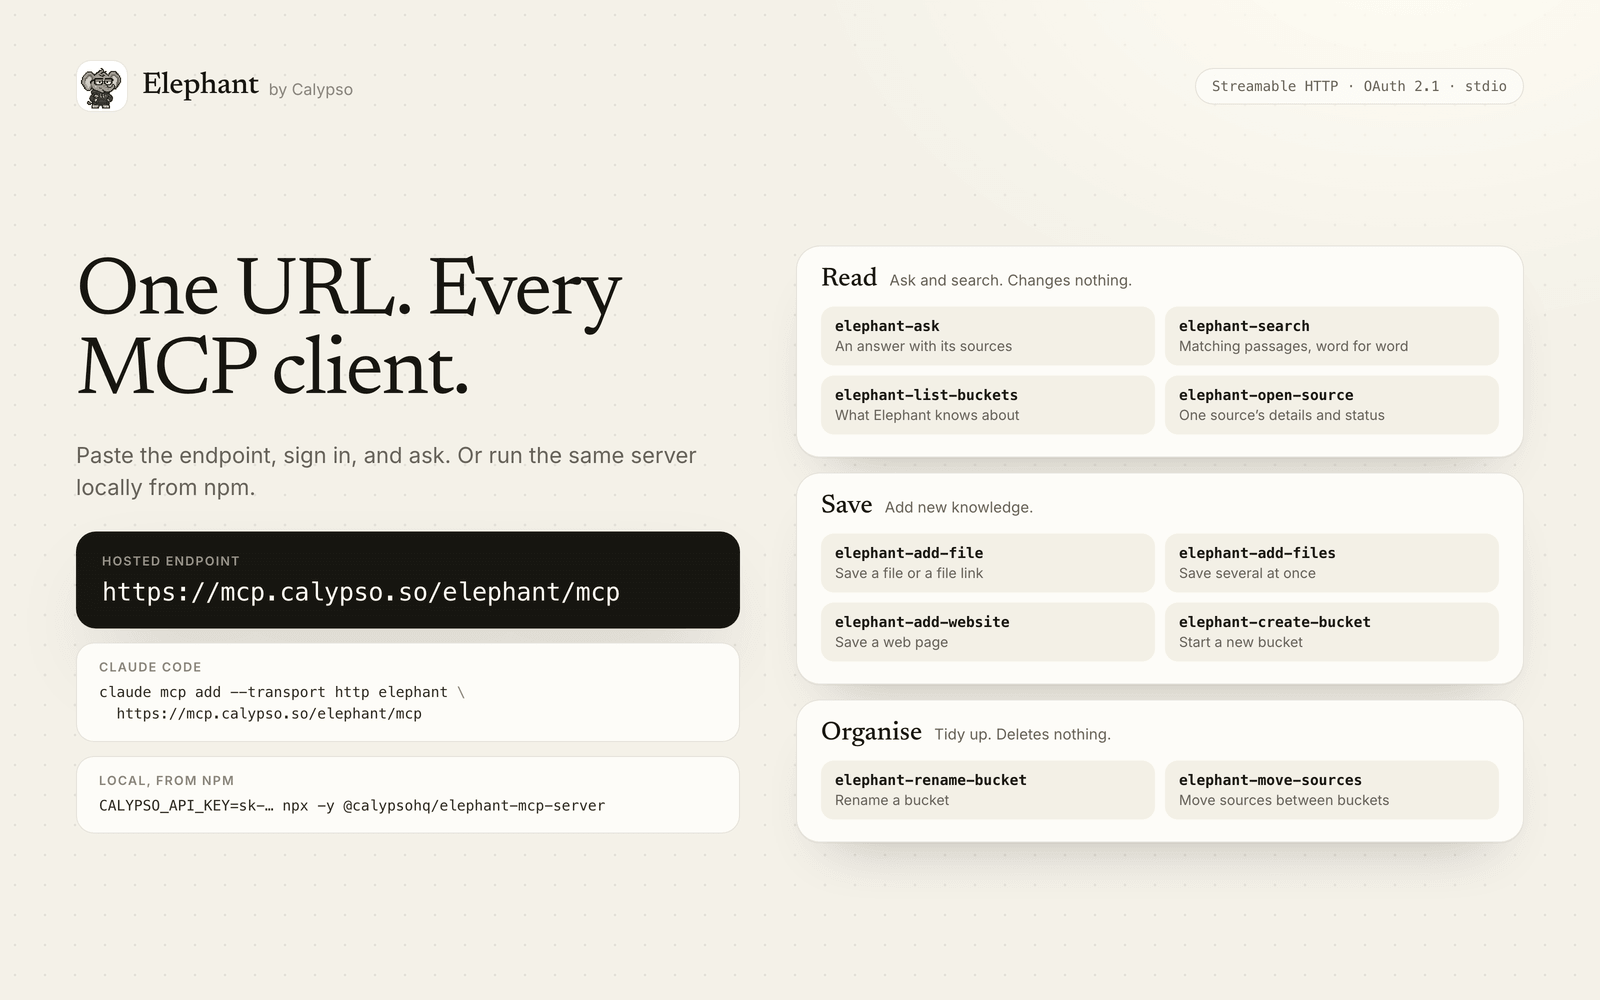 Elephant by Calypso
Streamable HTTP · OAuth 2.1 · stdio
One URL. Every
MCP client.
Paste the endpoint, sign in, and ask. Or run the same server
locally from npm.
HOSTED ENDPOINT
https://mcp.calypso.so/elephant/mcp
CLAUDE CODE
claude mcp add --transport http elephant \
https://mcp.calypso.so/elephant/mcp
LOCAL, FROM NPM
CALYPSO_API_KEY=sk-… npx -y @calypsohq/elephant-mcp-server
Read Ask and search. Changes nothing.
elephant-ask
An answer with its sources
elephant-search
Matching passages, word for word
elephant-list-buckets
What Elephant knows about
elephant-open-source
One source’s details and status
Save Add new knowledge.
elephant-add-file
Save a file or a file link
elephant-add-files
Save several at once
elephant-add-website
Save a web page
elephant-create-bucket
Start a new bucket
Organise Tidy up. Deletes nothing.
elephant-rename-bucket
Rename a bucket
elephant-move-sources
Move sources between buckets